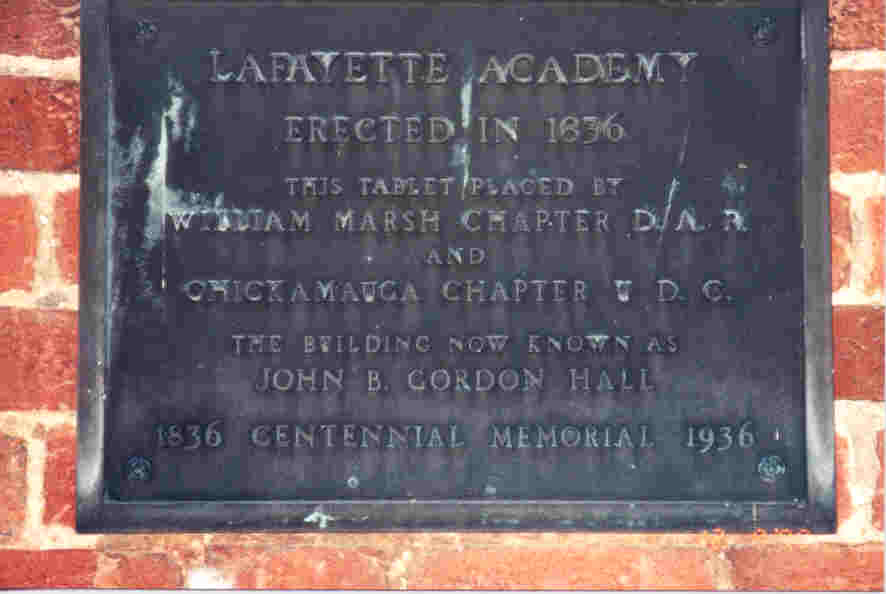 LAFAYETTE ACADEMY
ERECTED IN 1836
THIS TABLET PLACED BY
WILLIAM MARSH CHAPTER D.A.R.
AND
CHICKAMAUGA CHAPTER U.D.C.
THE BUILDING NOW KNOWN AS
JOHN B. GORDON HALL
1836 CENTENNIAL MEMORIAL 1936